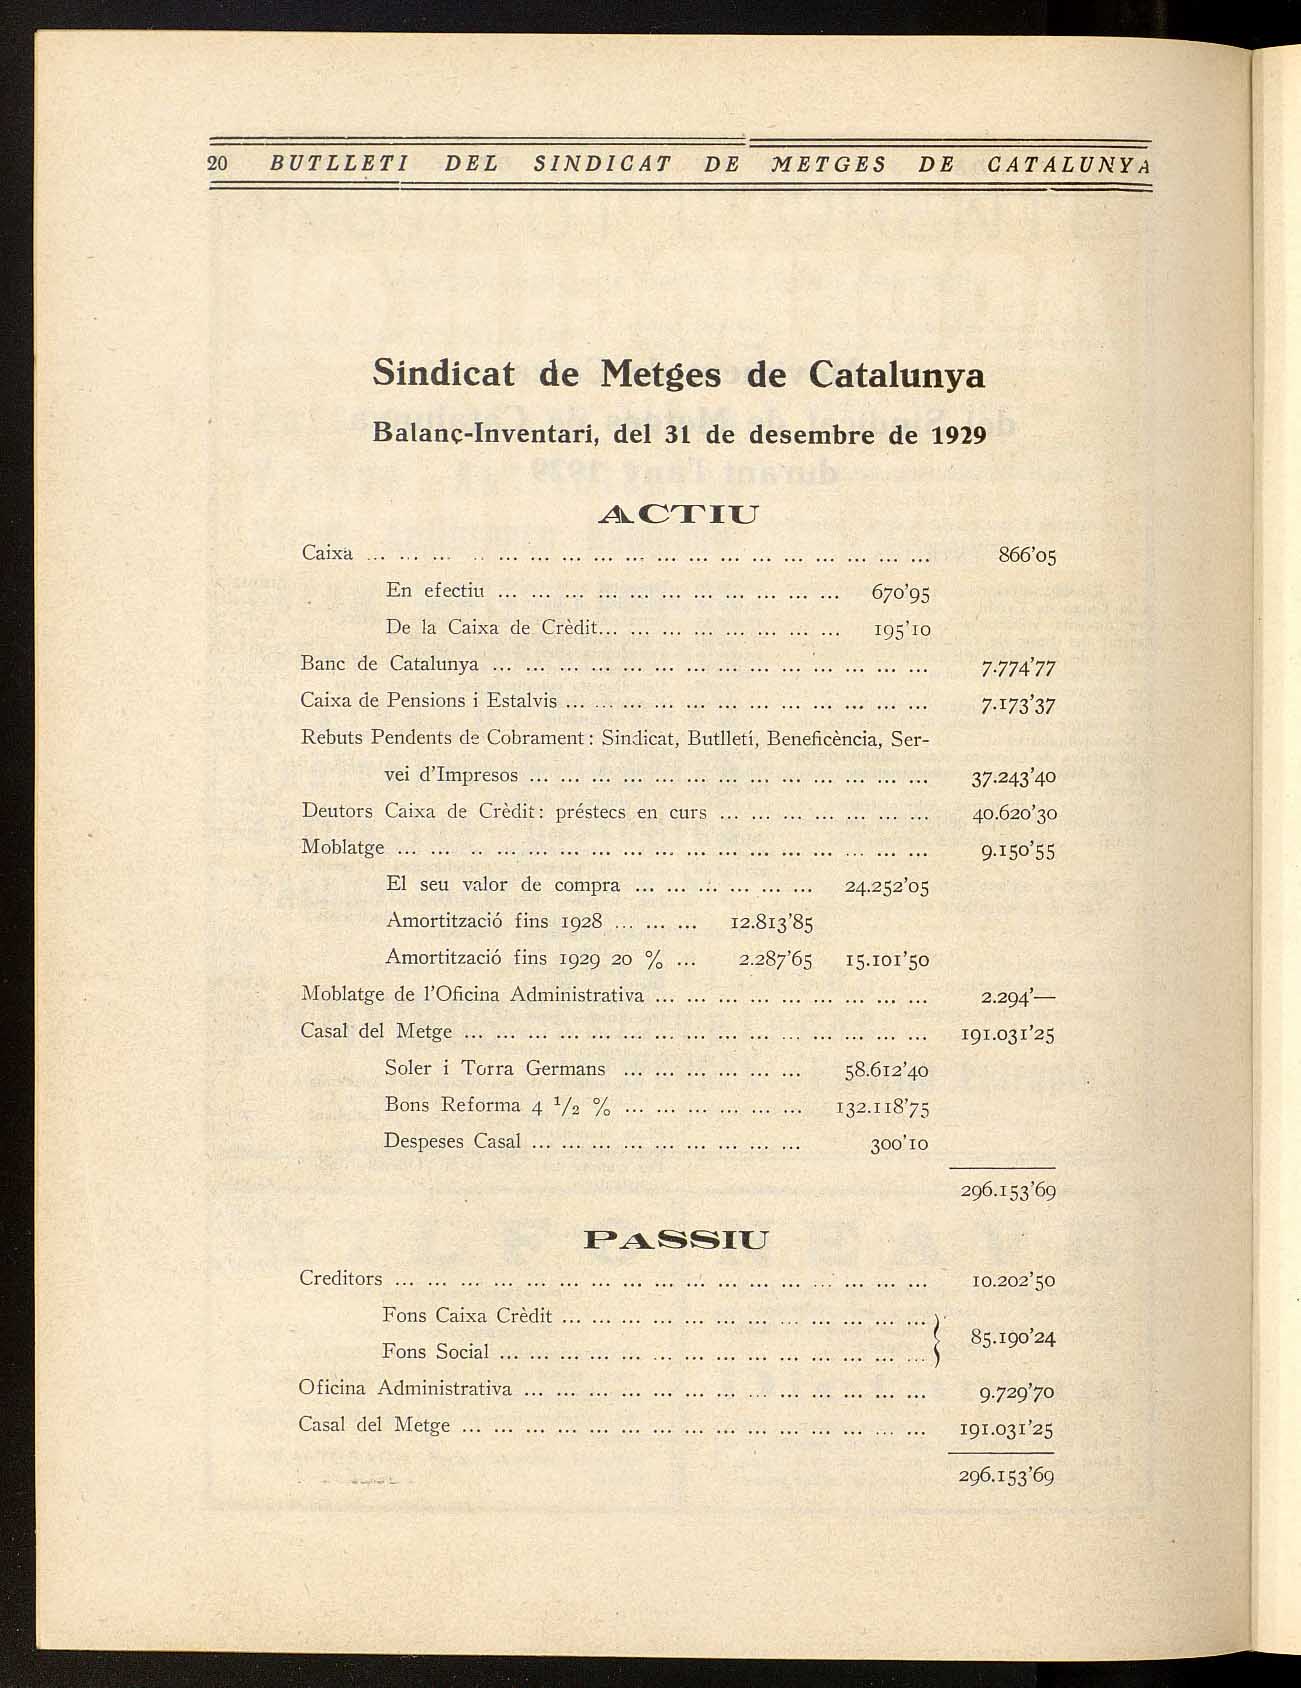 20 BUTLLETI DEL SINDICAT DE METGES DE CATALUNYA
Sindicat de Metges de Catalunya
Balanç-Inventari, del 31 de desembre de 1929
ACTIU
Caixa ... ... ... ... ... ... ... ... ... ... ... ... ... ... ... ... ... ... 866'05
En efectiu ... ... ... ... ... ... ... ... ... ... ... 670'95
De la Caixa de Crèdit... ... ... ... ... ... ... ... 195'10
Banc de Catalunya ... ... ... ... ... ... ... ... ... ... ... ... ... ... 7.774'77
Caixa de Pensions i Estalvis ... ... ... ... ... ... ... ... ... ... ... ... 7.173'37
Rebuts Pendents de Cobrament: Sindicat, Butlletí, Beneficència, Ser-
vei d'Impresos ... ... ... ... ... ... ... ... ... ... ... ... ... 37.243'40
Deutors Caixa de Crèdit: préstecs en curs ... ... ... ... ... ... ... 40.620'30
Moblatge ... ... ... ... ... ... ... ... ... ... ... ... ... ... ... ... ... 9.150'55
El seu valor de compra ... ... ... ... ... ... 24.252'05
Amortització fins 1928 ... ... ... 12.813'85
Amortització fins 1929 20 % ... 2.287'65 15.101'50
Moblatge de l'Oficina Administrativa ... ... ... ... ... ... ... ... ... 2.294'—
Casal del Metge ... ... ... ... ... ... ... ... ... ... ... ... ... ... ... 191.031'25
Soler i Torra Germans ... ... ... ... ... ... 58.612'40
Bons Reforma 4 1/2 % ... ... ... ... ... ... 132.118'75
Despeses Casal ... ... ... ... ... ... ... ... ... 300'10
296.153'69
PASSIU
Creditors ... ... ... ... ... ... ... ... ... ... ... ... ... ... ... ... ... 10.202'50
Fons Caixa Crèdit ... ... ... ... ... ... ... ... ... ... ... ...
85.190'24
Fons Social ... ... ... ... ... ... ... ... ... ... ... ... ... ...
Oficina Administrativa ... ... ... ... ... ... ... ... ... ... ... ... ... 9.729'70
Casal del Metge ... ... ... ... ... ... ... ... ... ... ... ... ... ... ... 191.031'25
296.153'69